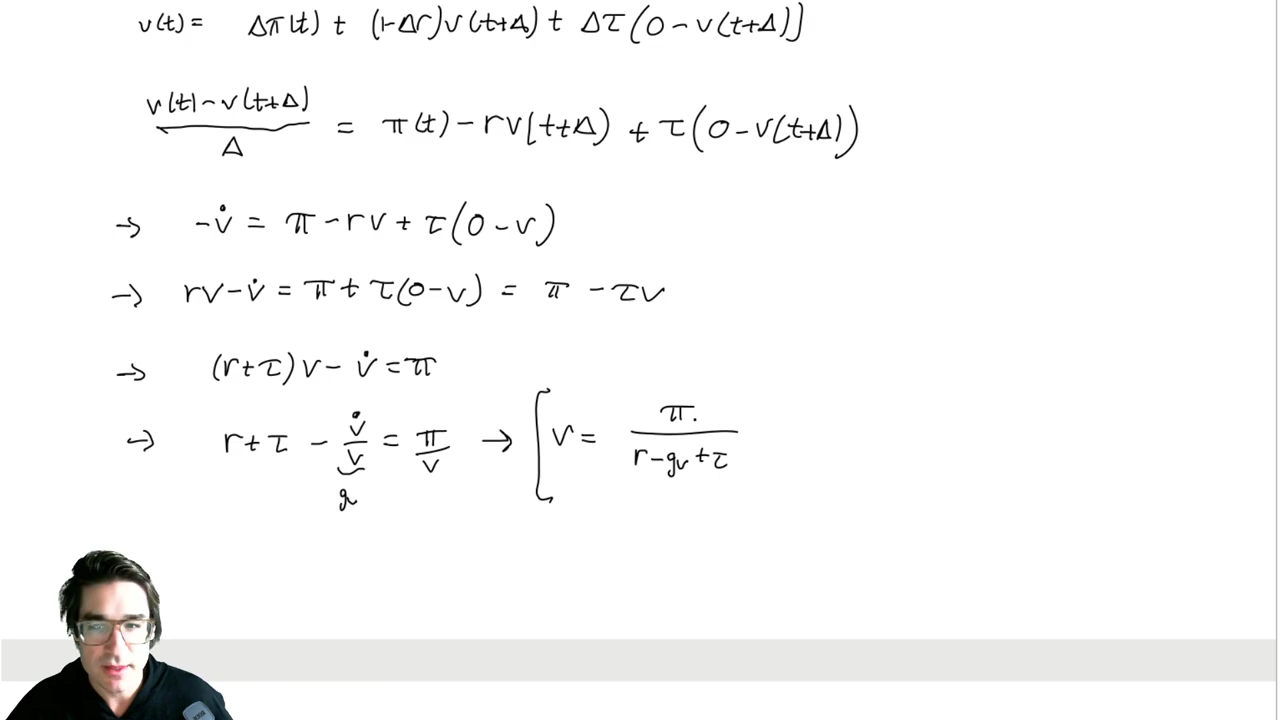 v(t) = Δπ(t) + (1-Δr)v(t+Δ) + Δτ(0 - v(t+Δ))
v(t) - v(t+Δ)
Δ
= π(t) - rv(t+Δ) + τ(0 - v(t+Δ))
→ -v̇ = π - rv + τ(0 - v)
→ rv - v̇ = π + τ(0-v) = π - τv
→ (r+τ)v - v̇ = π
→ r+τ - v̇/v = π/v → [ v = π. / r-gv+τ